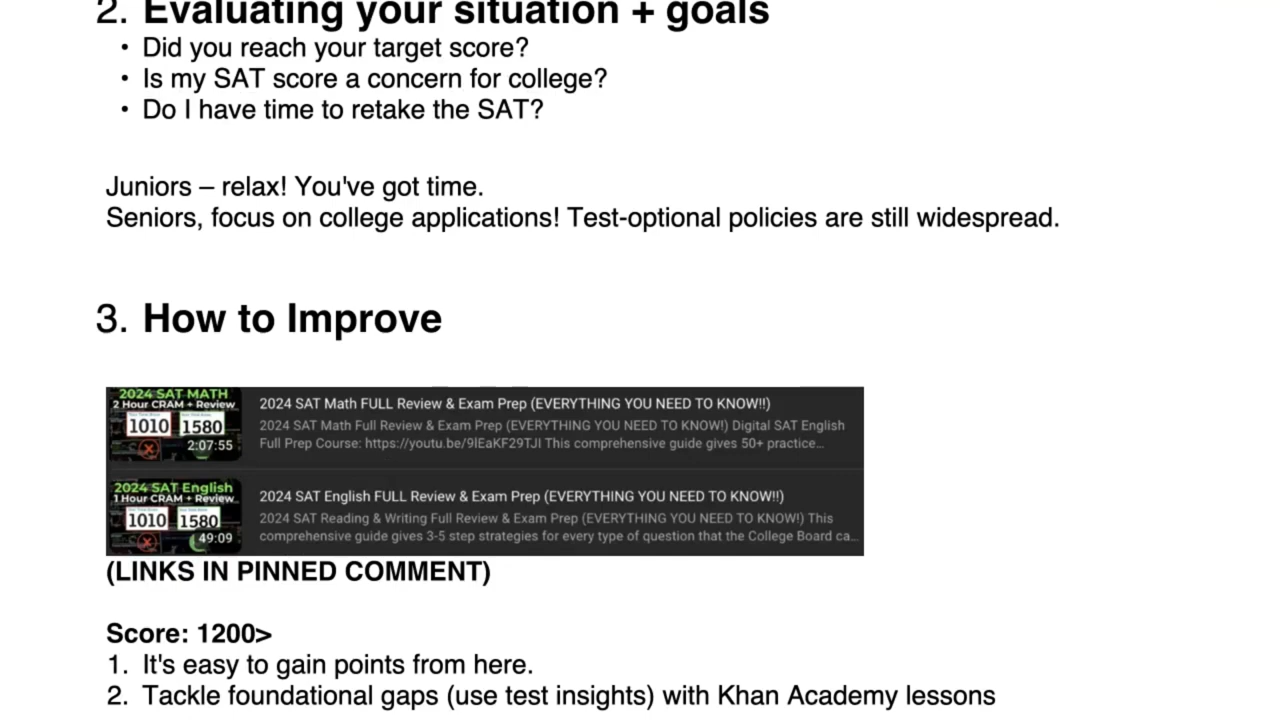 2. Evaluating your situation + goals
• Did you reach your target score?
• Is my SAT score a concern for college?
• Do I have time to retake the SAT?
Juniors – relax! You've got time.
Seniors, focus on college applications! Test-optional policies are still widespread.
3. How to Improve
2024 SAT MATH
2 Hour CRAM + Review
1010 1580
2:07:55
2024 SAT Math FULL Review & Exam Prep (EVERYTHING YOU NEED TO KNOW!!)
2024 SAT Math Full Review & Exam Prep (EVERYTHING YOU NEED TO KNOW!) Digital SAT English
Full Prep Course: https://youtu.be/9lEaKF29TJI This comprehensive guide gives 50+ practice...
2024 SAT English
1 Hour CRAM + Review
1010 1580
49:09
2024 SAT English FULL Review & Exam Prep (EVERYTHING YOU NEED TO KNOW!!)
2024 SAT Reading & Writing Full Review & Exam Prep (EVERYTHING YOU NEED TO KNOW!) This
comprehensive guide gives 3-5 step strategies for every type of question that the College Board ca...
(LINKS IN PINNED COMMENT)
Score: 1200>
1. It's easy to gain points from here.
2. Tackle foundational gaps (use test insights) with Khan Academy lessons